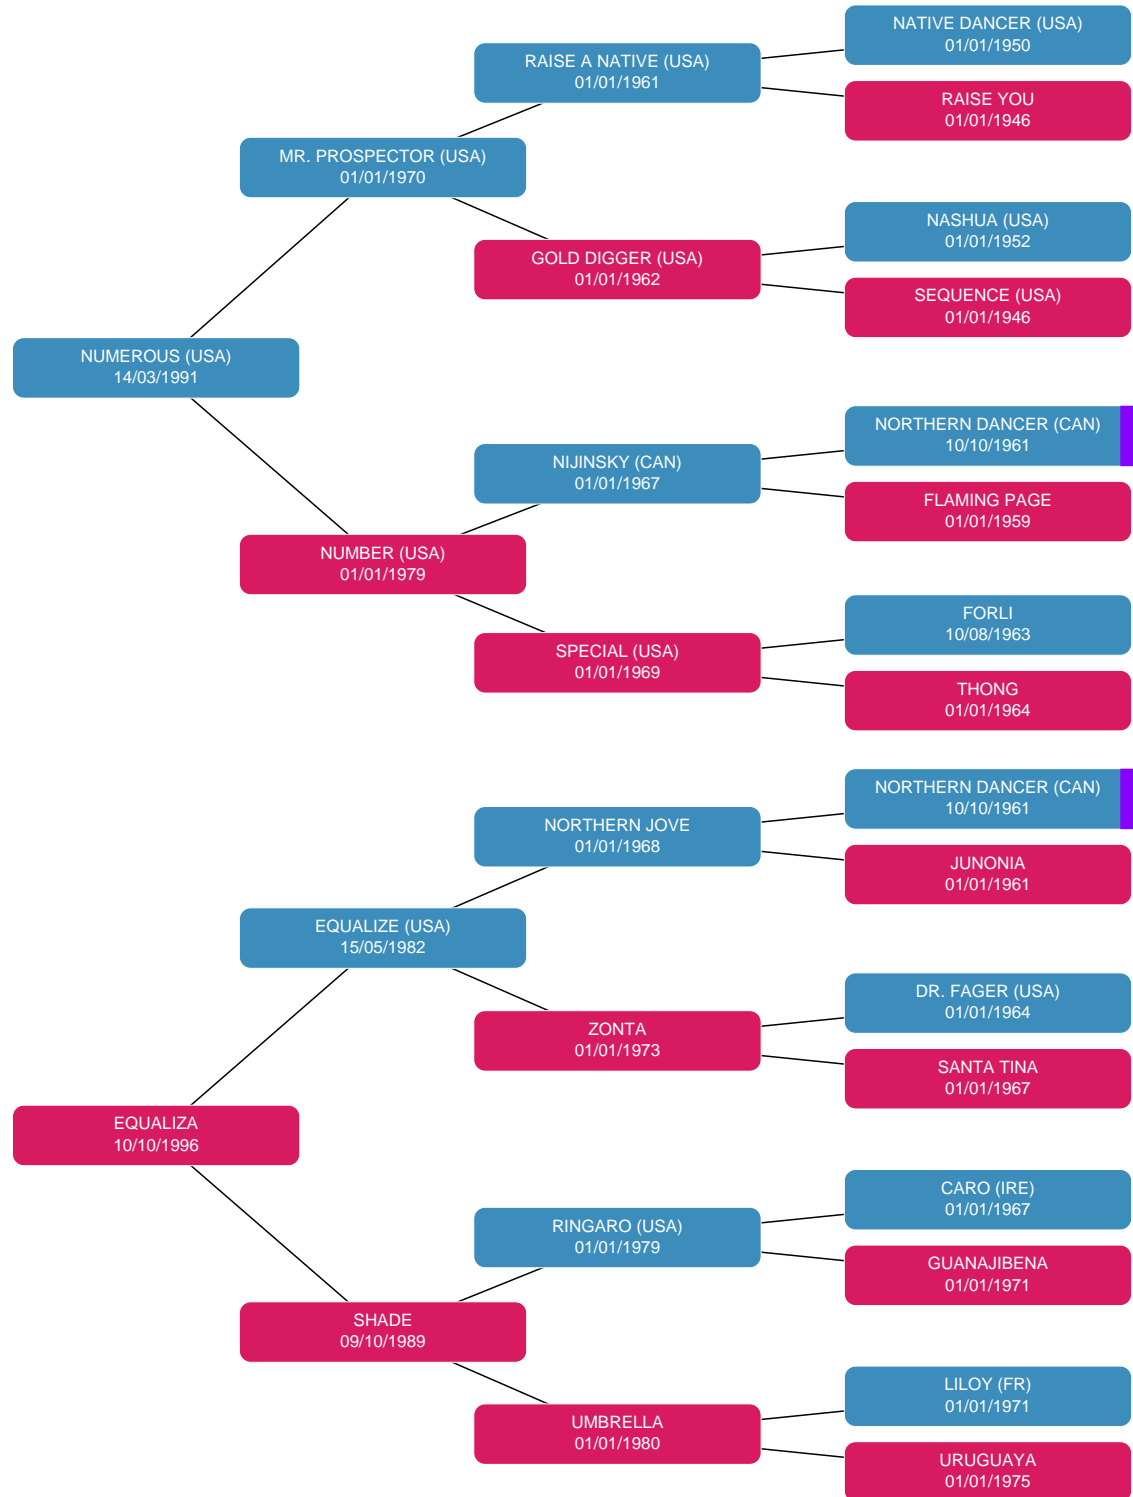 NATIVE DANCER (USA)
01/01/1950
RAISE A NATIVE (USA)
01/01/1961
RAISE YOU
01/01/1946
MR. PROSPECTOR (USA)
01/01/1970
NASHUA (USA)
01/01/1952
GOLD DIGGER (USA)
01/01/1962
SEQUENCE (USA)
01/01/1946
NUMEROUS (USA)
14/03/1991
NORTHERN DANCER (CAN)
10/10/1961
NIJINSKY (CAN)
01/01/1967
FLAMING PAGE
01/01/1959
NUMBER (USA)
01/01/1979
FORLI
10/08/1963
SPECIAL (USA)
01/01/1969
THONG
01/01/1964
NORTHERN DANCER (CAN)
10/10/1961
NORTHERN JOVE
01/01/1968
JUNONIA
01/01/1961
EQUALIZE (USA)
15/05/1982
DR. FAGER (USA)
01/01/1964
ZONTA
01/01/1973
SANTA TINA
01/01/1967
EQUALIZA
10/10/1996
CARO (IRE)
01/01/1967
RINGARO (USA)
01/01/1979
GUANAJIBENA
01/01/1971
SHADE
09/10/1989
LILOY (FR)
01/01/1971
UMBRELLA
01/01/1980
URUGUAYA
01/01/1975